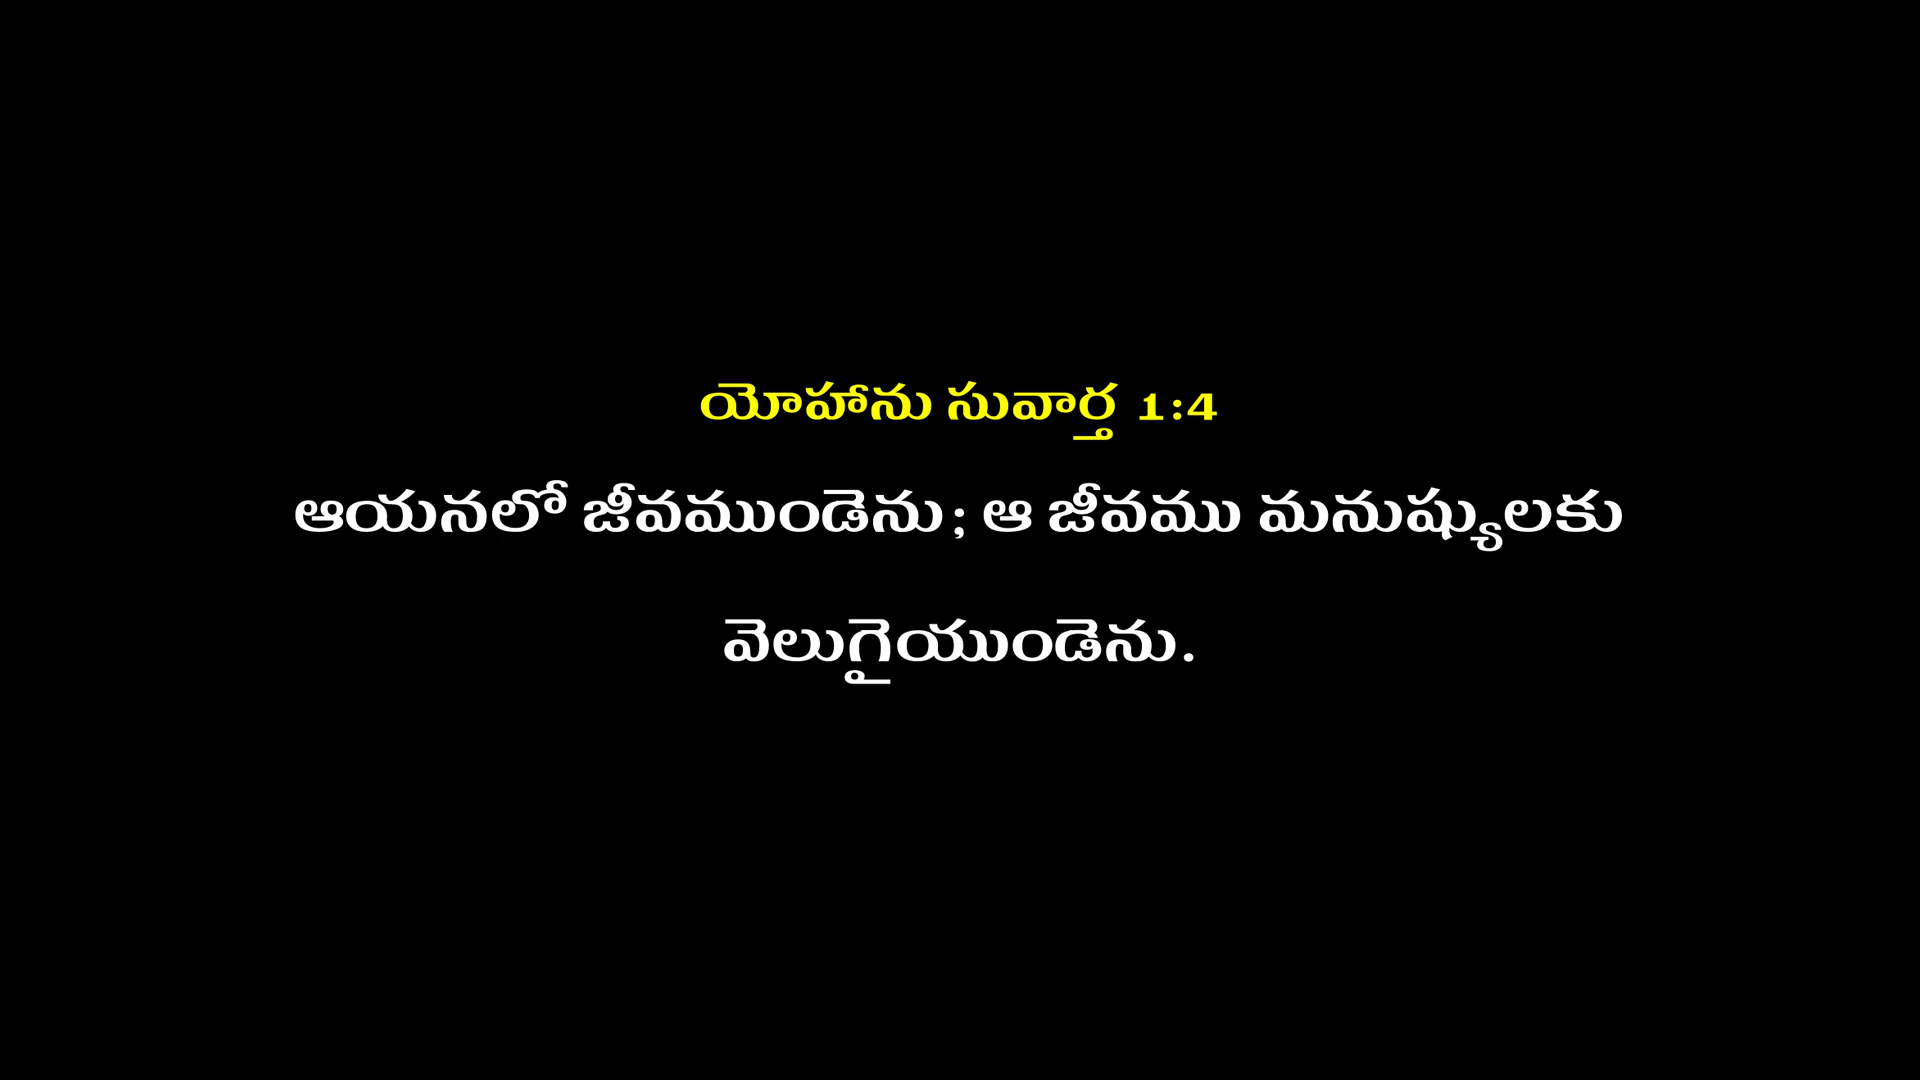 యోహాను సువార్త 1:4
ఆయనలో జీవముండెను; ఆ జీవము మనుష్యులకు
వెలుగైయుండెను.